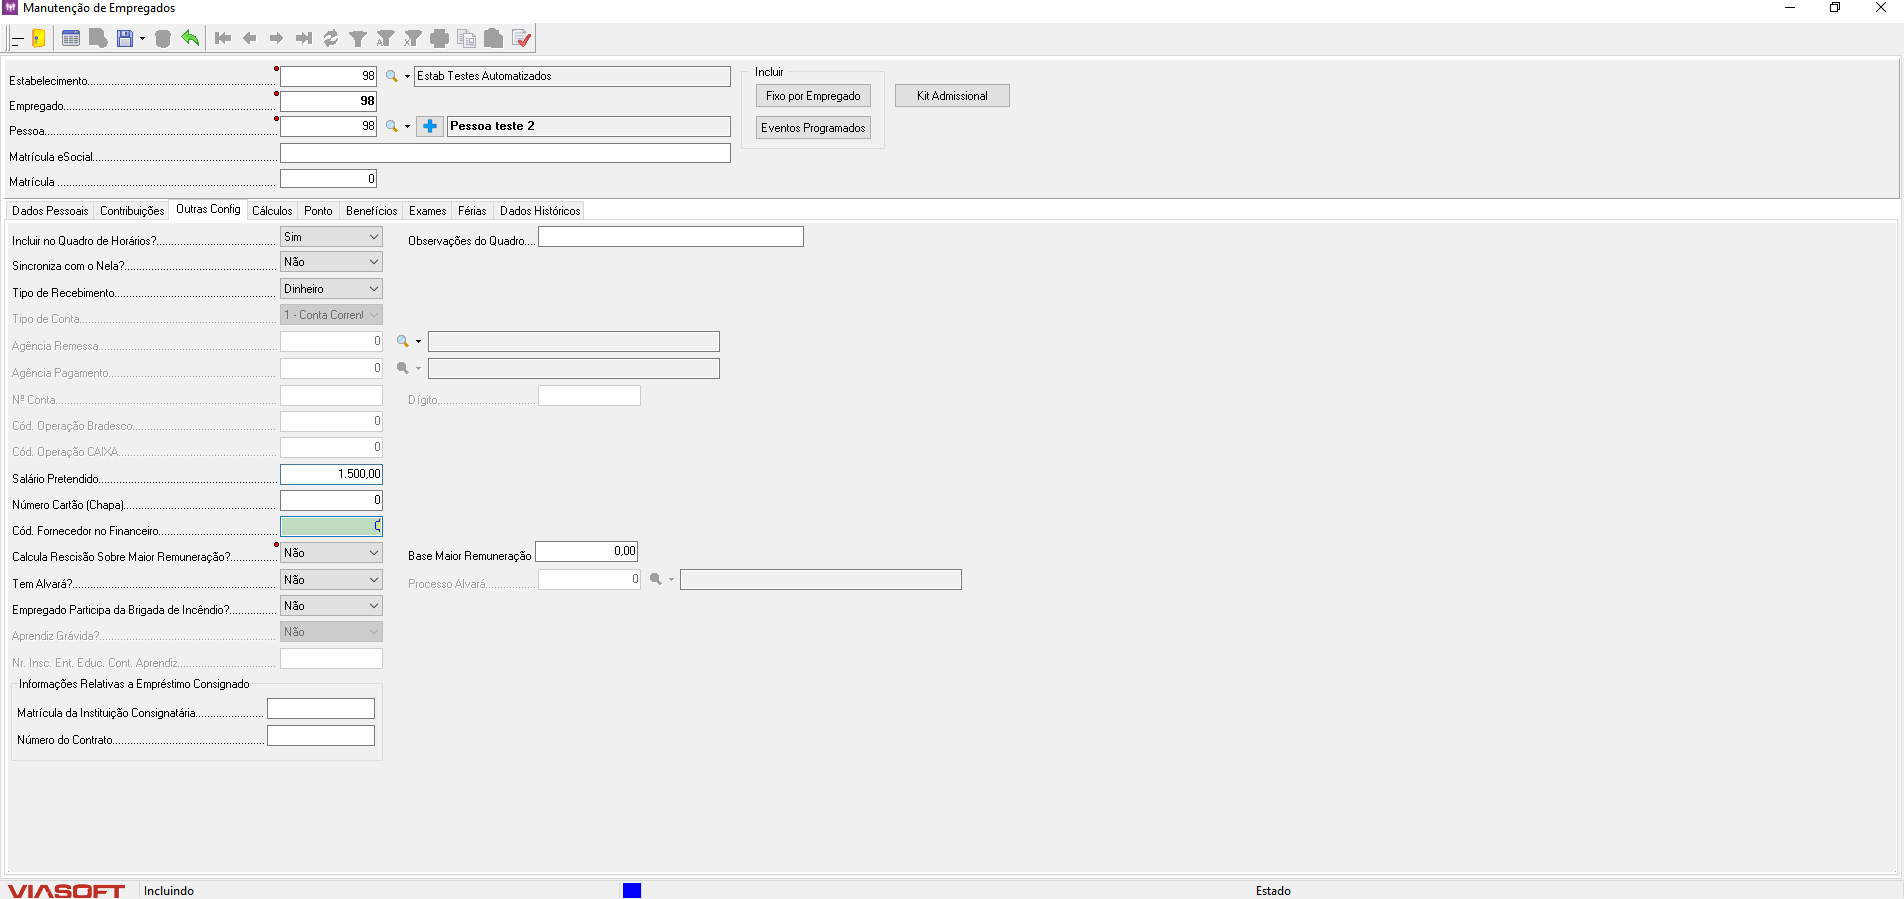 Manutenção de Empregados
Estabelecimento 98 Estab Testes Automatizados
Empregado 98
Pessoa 98 Pessoa teste 2
Matrícula eSocial
Matrícula 0
Incluir
Fixo por Empregado
Eventos Programados
Kit Admissional
Dados Pessoais Contribuições Outras Config Cálculos Ponto Benefícios Exames Férias Dados Históricos
Incluir no Quadro de Horários? Sim Observações do Quadro
Sincroniza com o Nela? Não
Tipo de Recebimento Dinheiro
Tipo de Conta 1 - Conta Corrent
Agência Remessa 0
Agência Pagamento 0
Nº Conta Dígito
Cód. Operação Bradesco 0
Cód. Operação CAIXA 0
Salário Pretendido 1.500,00
Número Cartão (Chapa) 0
Cód. Fornecedor no Financeiro
Calcula Rescisão Sobre Maior Remuneração? Não Base Maior Remuneração 0,00
Tem Alvará? Não Processo Alvará 0
Empregado Participa da Brigada de Incêndio? Não
Aprendiz Grávida? Não
Nr. Insc. Ent. Educ. Cont. Aprendiz
Informações Relativas a Empréstimo Consignado
Matrícula da Instituição Consignatária
Número do Contrato
VIASOFT Incluindo Estado